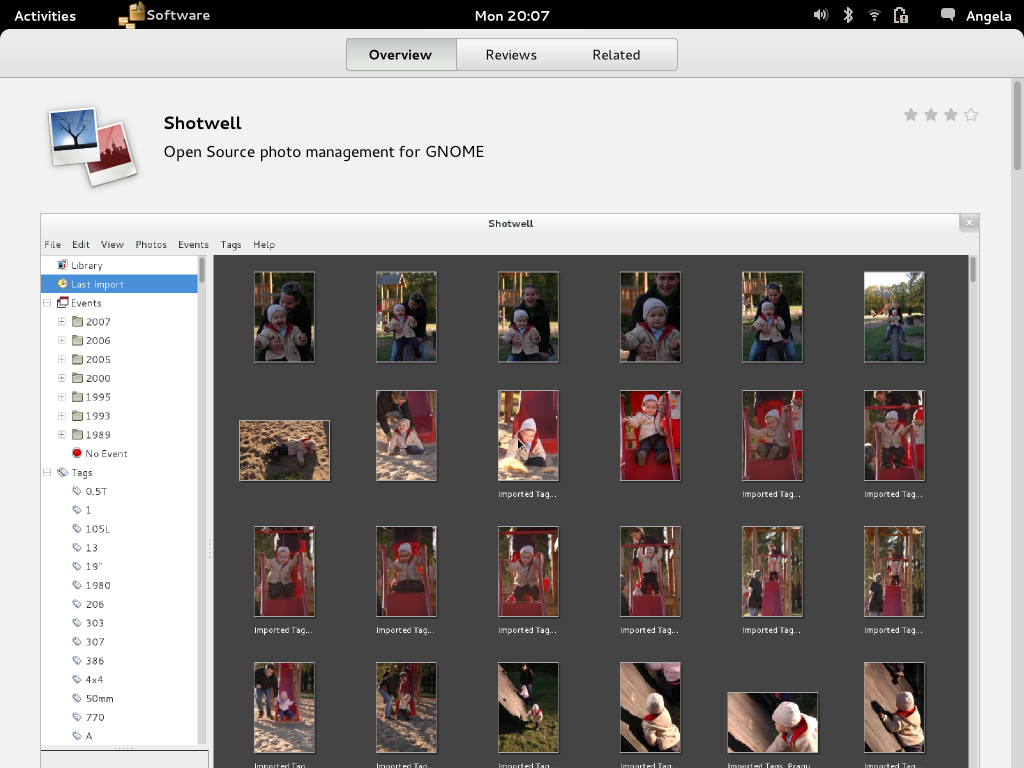 Activities Software Mon 20:07 Angela
Overview Reviews Related
Shotwell
Open Source photo management for GNOME
Shotwell
File Edit View Photos Events Tags Help
Library
Last Import
Events
2007
2006
2005
2000
1995
1993
1989
No Event
Tags
0.5T
1
105L
13
19"
1980
206
303
307
386
4x4
50mm
770
A
Imported Tag... Imported Tag... Imported Tag...
Imported Tag... Imported Tag... Imported Tag... Imported Tag... Imported Tag... Imported Tag...
Imported Tag... Imported Tag... Imported Tag... Imported Tag... Imported Tags, Pragu... Imported Tag...